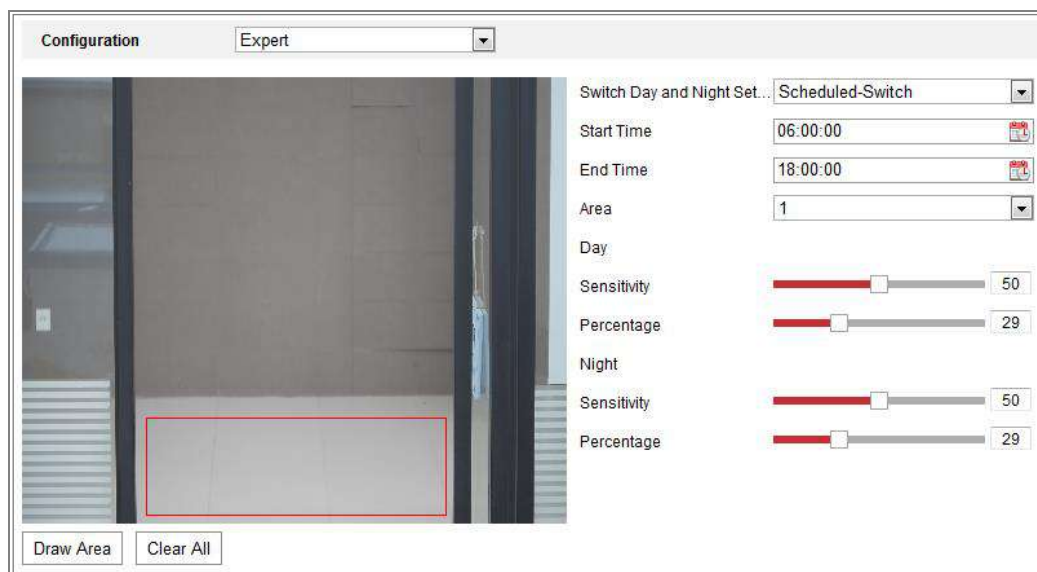 Configuration Expert
Switch Day and Night Set... Scheduled-Switch
Start Time 06:00:00
End Time 18:00:00
Area 1
Day
Sensitivity 50
Percentage 29
Night
Sensitivity 50
Percentage 29
Draw Area Clear All